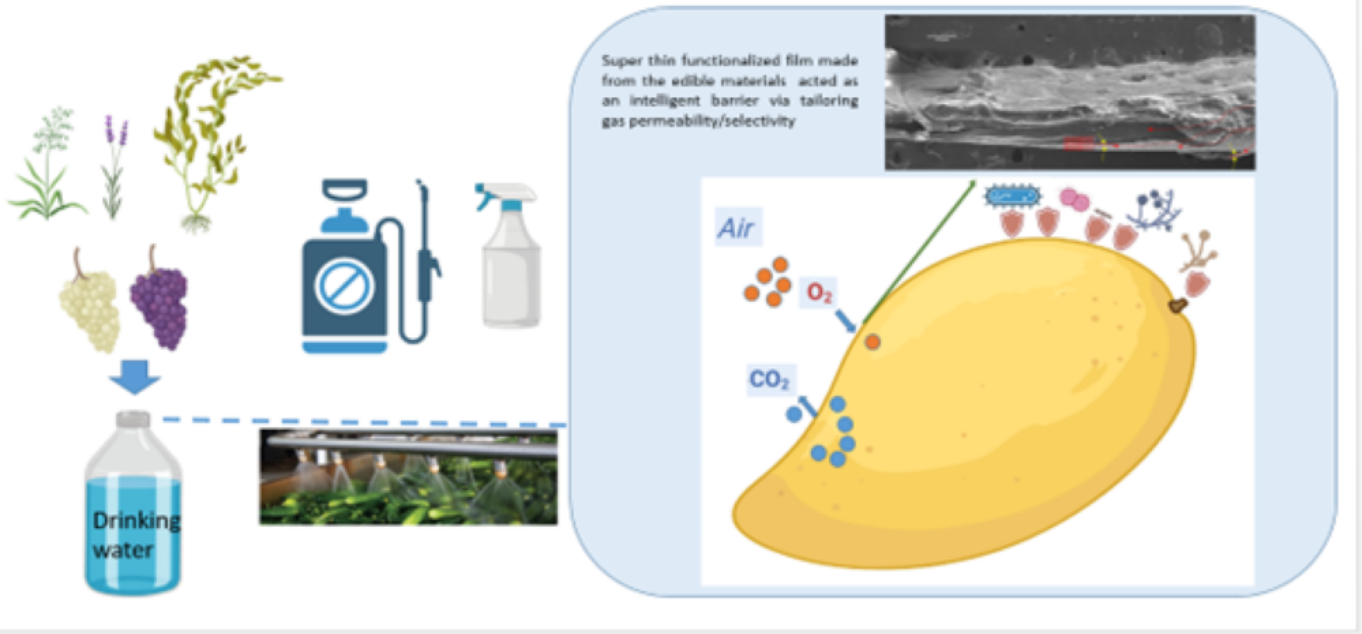 Super thin functionalized film made
from the edible materials acted as
an intelligent barrier via tailoring
gas permeability/selectivity
Air
O₂
CO₂
Drinking
water